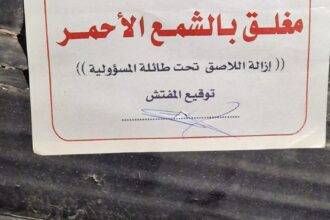 مغلق بالشمع الأحمر
(( إزالة اللاصق تحت طائلة المسؤولية ))
توقيع المفتش